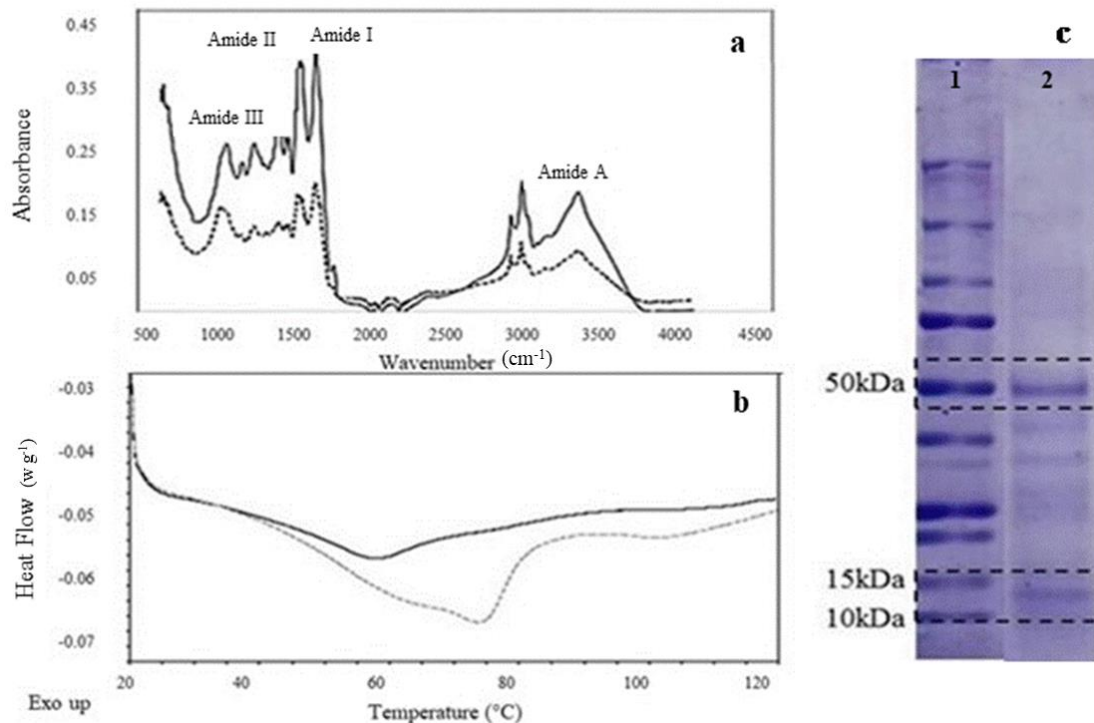 a
0.45
0.35
0.25
0.15
0.05
Absorbance
Amide II
Amide I
Amide III
Amide A
500 1000 1500 2000 2500 3000 3500 4000 4500
Wavenumber (cm-1)
b
-0.03
-0.04
-0.05
-0.06
-0.07
Heat Flow (w g-1)
20 40 60 80 100 120
Exo up
Temperature (°C)
c
1 2
50kDa
15kDa
10kDa